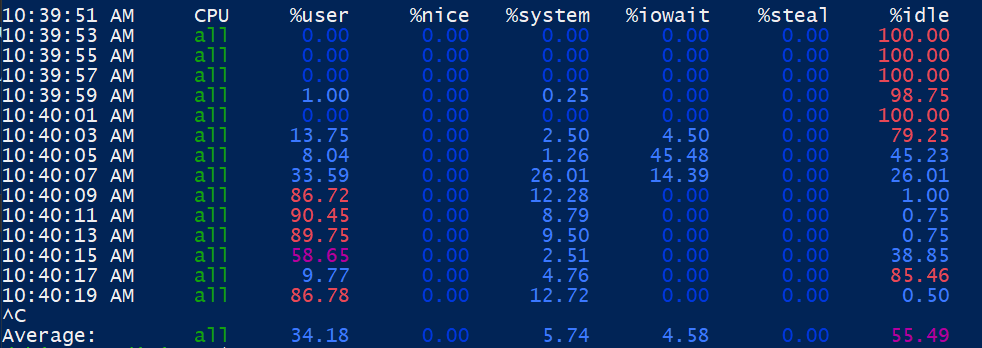 10:39:51 AM CPU %user %nice %system %iowait %steal %idle
10:39:53 AM all 0.00 0.00 0.00 0.00 0.00 100.00
10:39:55 AM all 0.00 0.00 0.00 0.00 0.00 100.00
10:39:57 AM all 0.00 0.00 0.00 0.00 0.00 100.00
10:39:59 AM all 1.00 0.00 0.25 0.00 0.00 98.75
10:40:01 AM all 0.00 0.00 0.00 0.00 0.00 100.00
10:40:03 AM all 13.75 0.00 2.50 4.50 0.00 79.25
10:40:05 AM all 8.04 0.00 1.26 45.48 0.00 45.23
10:40:07 AM all 33.59 0.00 26.01 14.39 0.00 26.01
10:40:09 AM all 86.72 0.00 12.28 0.00 0.00 1.00
10:40:11 AM all 90.45 0.00 8.79 0.00 0.00 0.75
10:40:13 AM all 89.75 0.00 9.50 0.00 0.00 0.75
10:40:15 AM all 58.65 0.00 2.51 0.00 0.00 38.85
10:40:17 AM all 9.77 0.00 4.76 0.00 0.00 85.46
10:40:19 AM all 86.78 0.00 12.72 0.00 0.00 0.50
^C
Average: all 34.18 0.00 5.74 4.58 0.00 55.49